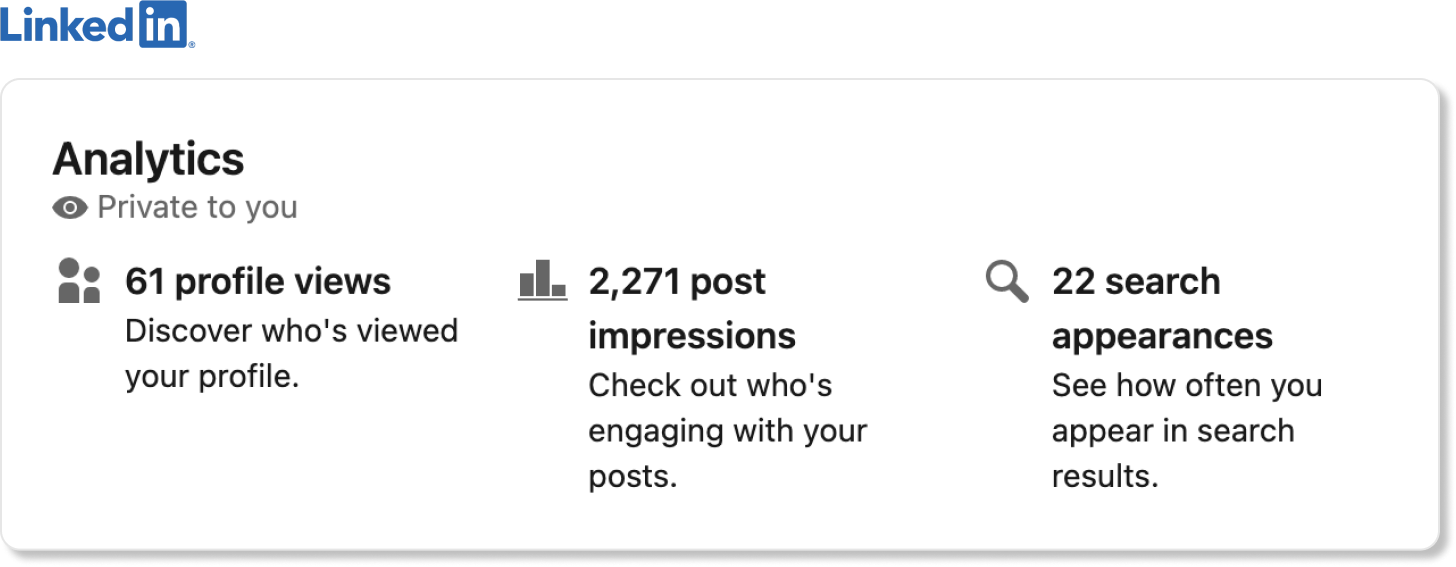 LinkedIn®
Analytics
Private to you
61 profile views
Discover who's viewed
your profile.
2,271 post
impressions
Check out who's
engaging with your
posts.
22 search
appearances
See how often you
appear in search
results.